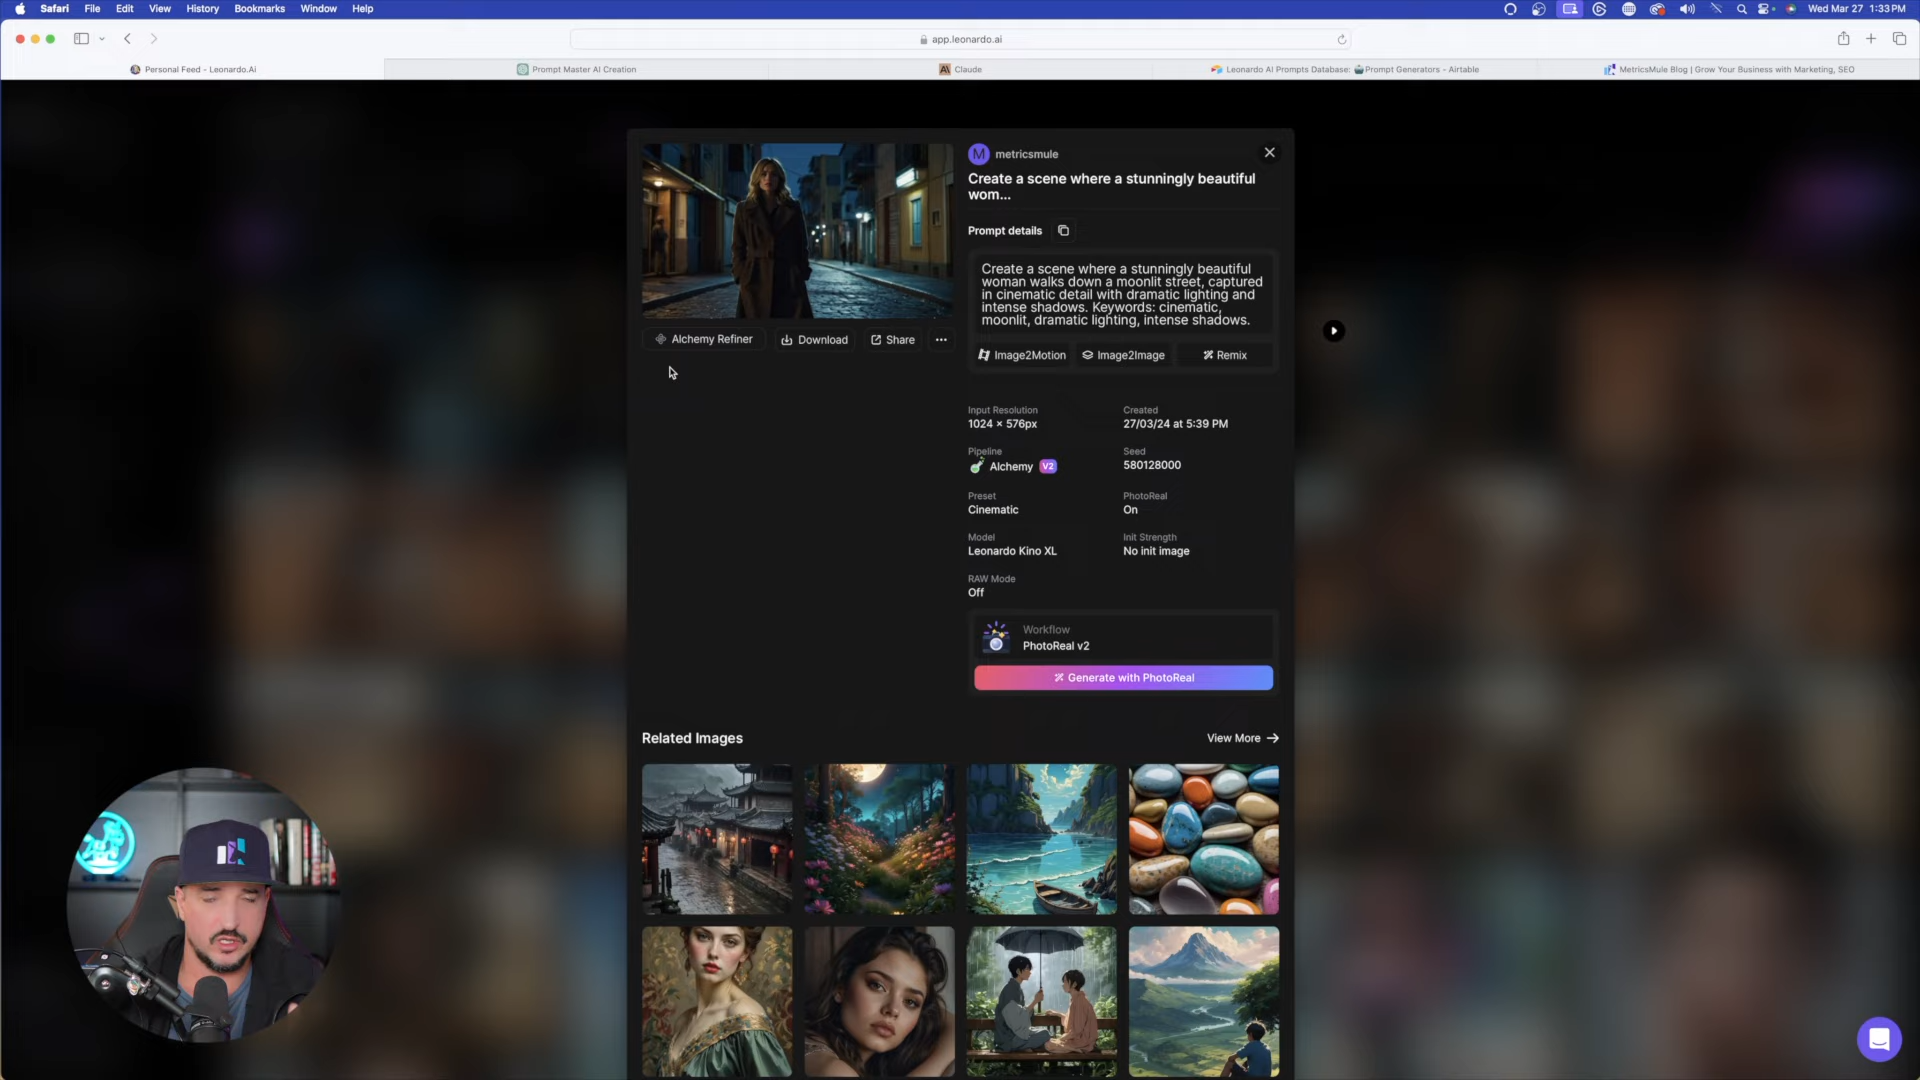 Safari File Edit View History Bookmarks Window Help Wed Mar 27 1:33 PM
app.leonardo.ai
Personal Feed - Leonardo.Ai
Prompt Master AI Creation
Claude
Leonardo AI Prompts Database: Prompt Generators - Airtable
MetricsMule Blog | Grow Your Business with Marketing, SEO
M metricsmule
Create a scene where a stunningly beautiful
wom...
Prompt details
Create a scene where a stunningly beautiful
woman walks down a moonlit street, captured
in cinematic detail with dramatic lighting and
intense shadows. Keywords: cinematic,
moonlit, dramatic lighting, intense shadows.
Alchemy Refiner Download Share
Image2Motion Image2Image Remix
Input Resolution Created
1024 × 576px 27/03/24 at 5:39 PM
Pipeline Seed
Alchemy V2 580128000
Preset PhotoReal
Cinematic On
Model Init Strength
Leonardo Kino XL No init image
RAW Mode
Off
Workflow
PhotoReal v2
Generate with PhotoReal
Related Images View More